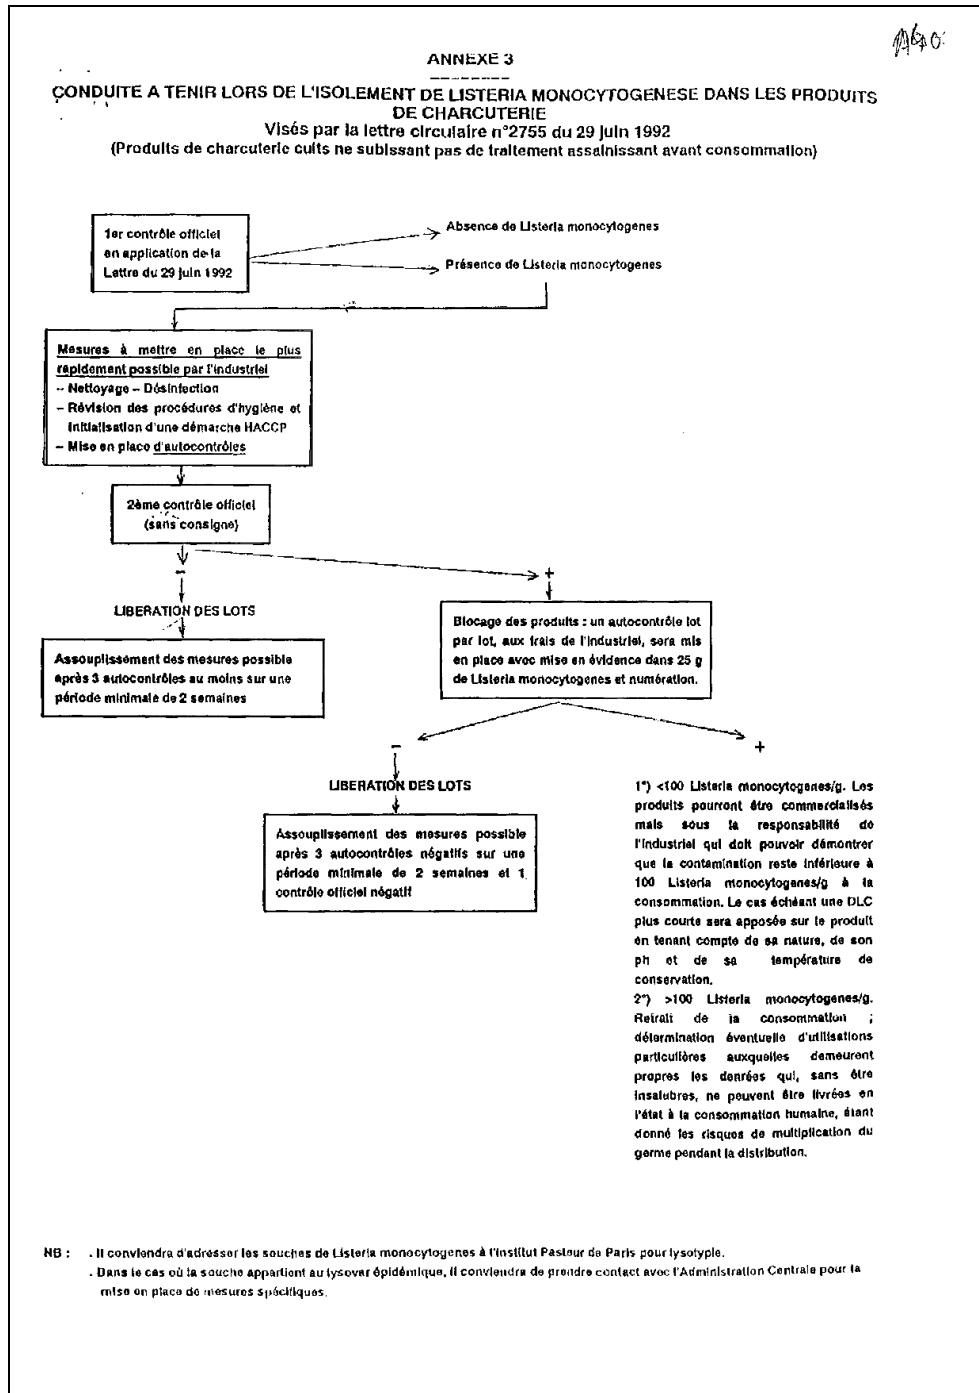 ANNEXE 3
CONDUITE A TENIR LORS DE L'ISOLEMENT DE LISTERIA MONOCYTOGENESE DANS LES PRODUITS
DE CHARCUTERIE
Visés par la lettre circulaire n°2755 du 29 juin 1992
(Produits de charcuterie cuits ne subissant pas de traitement assainissant avant consommation)
1er contrôle officiel
en application de la
Lettre du 29 juin 1992
Absence de Listeria monocytogenes
Présence de Listeria monocytogenes
Mesures à mettre en place le plus
rapidement possible par l'industriel
– Nettoyage – Désinfection
– Révision des procédures d'hygiène et
initialisation d'une démarche HACCP
– Mise en place d'autocontrôles
2ème contrôle officiel
(sans consigne)
–
+
LIBERATION DES LOTS
Assouplissement des mesures possible
après 3 autocontrôles au moins sur une
période minimale de 2 semaines
Blocage des produits : un autocontrôle lot
par lot, aux frais de l'industriel, sera mis
en place avec mise en évidence dans 25 g
de Listeria monocytogenes et numération.
–
+
LIBERATION DES LOTS
Assouplissement des mesures possible
après 3 autocontrôles négatifs sur une
période minimale de 2 semaines et 1
contrôle officiel négatif
1°) <100 Listeria monocytogenes/g. Les
produits pourront être commercialisés
mais sous la responsabilité de
l'industriel qui doit pouvoir démontrer
que la contamination reste inférieure à
100 Listeria monocytogenes/g à la
consommation. Le cas échéant une DLC
plus courte sera apposée sur le produit
en tenant compte de sa nature, de son
ph et de sa température de
conservation.
2°) >100 Listeria monocytogenes/g.
Retrait de la consommation ;
détermination éventuelle d'utilisations
particulières auxquelles demeurent
propres les denrées qui, sans être
insalubres, ne peuvent être livrées en
l'état à la consommation humaine, étant
donné les risques de multiplication du
germe pendant la distribution.
NB : . Il conviendra d'adresser les souches de Listeria monocytogenes à l'Institut Pasteur de Paris pour lysotypie.
. Dans le cas où la souche appartient au lysovar épidémique, il conviendra de prendre contact avec l'Administration Centrale pour la
mise en place de mesures spécifiques.